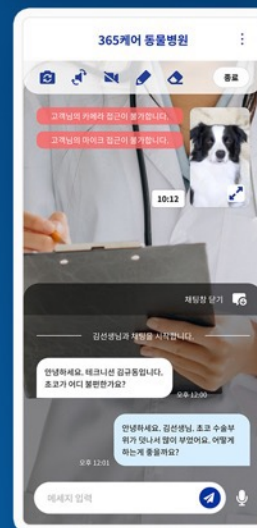 365케어 동물병원
종료
고객님의 카메라 접근이 불가합니다.
고객님의 마이크 접근이 불가합니다.
10:12
채팅창 닫기
김선생님과 채팅을 시작합니다.
안녕하세요. 테크니션 김규동입니다.
초코가 어디 불편한가요?
오후 12:00
안녕하세요. 김선생님, 초코 수술부
위가 덧나서 많이 부었어요. 어떻게
하는게 좋을까요?
오후 12:01
메세지 입력